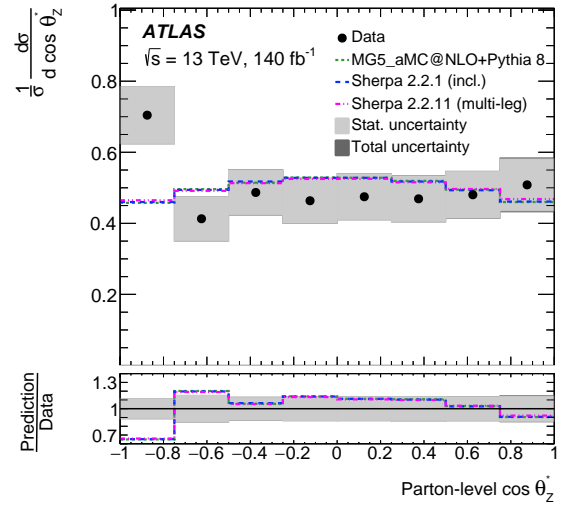 ATLAS
√s = 13 TeV, 140 fb⁻¹
Data
MG5_aMC@NLO+Pythia 8
Sherpa 2.2.1 (incl.)
Sherpa 2.2.11 (multi-leg)
Stat. uncertainty
Total uncertainty
1/σ dσ/d cos θ*_Z
1
0.8
0.6
0.4
0.2
Prediction/Data
1.3
1
0.7
−1 −0.8 −0.6 −0.4 −0.2 0 0.2 0.4 0.6 0.8 1
Parton-level cos θ*_Z